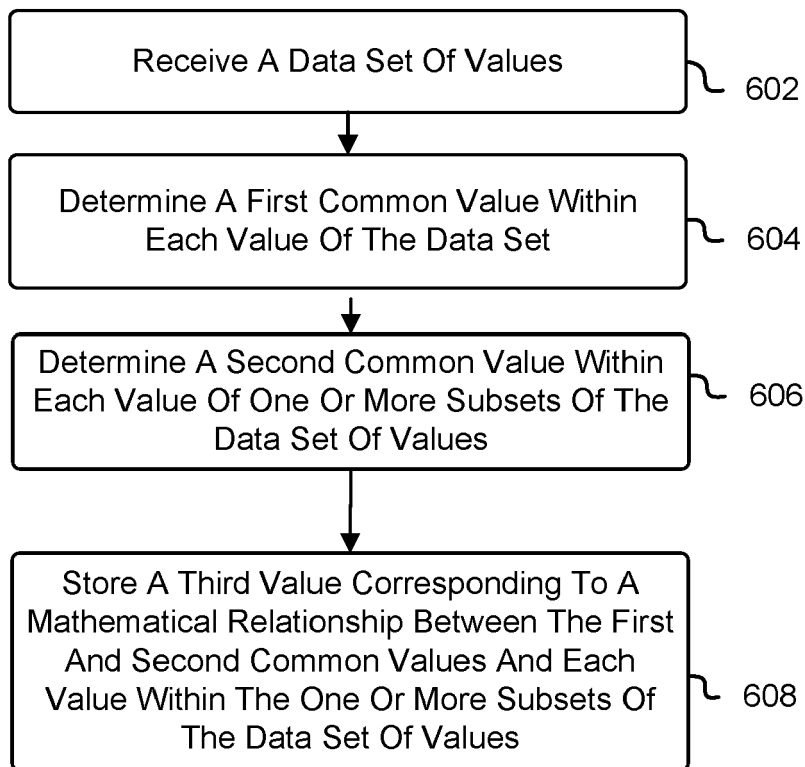 Receive A Data Set Of Values
602
Determine A First Common Value Within
Each Value Of The Data Set
604
Determine A Second Common Value Within
Each Value Of One Or More Subsets Of The
Data Set Of Values
606
Store A Third Value Corresponding To A
Mathematical Relationship Between The First
And Second Common Values And Each
Value Within The One Or More Subsets Of
The Data Set Of Values
608